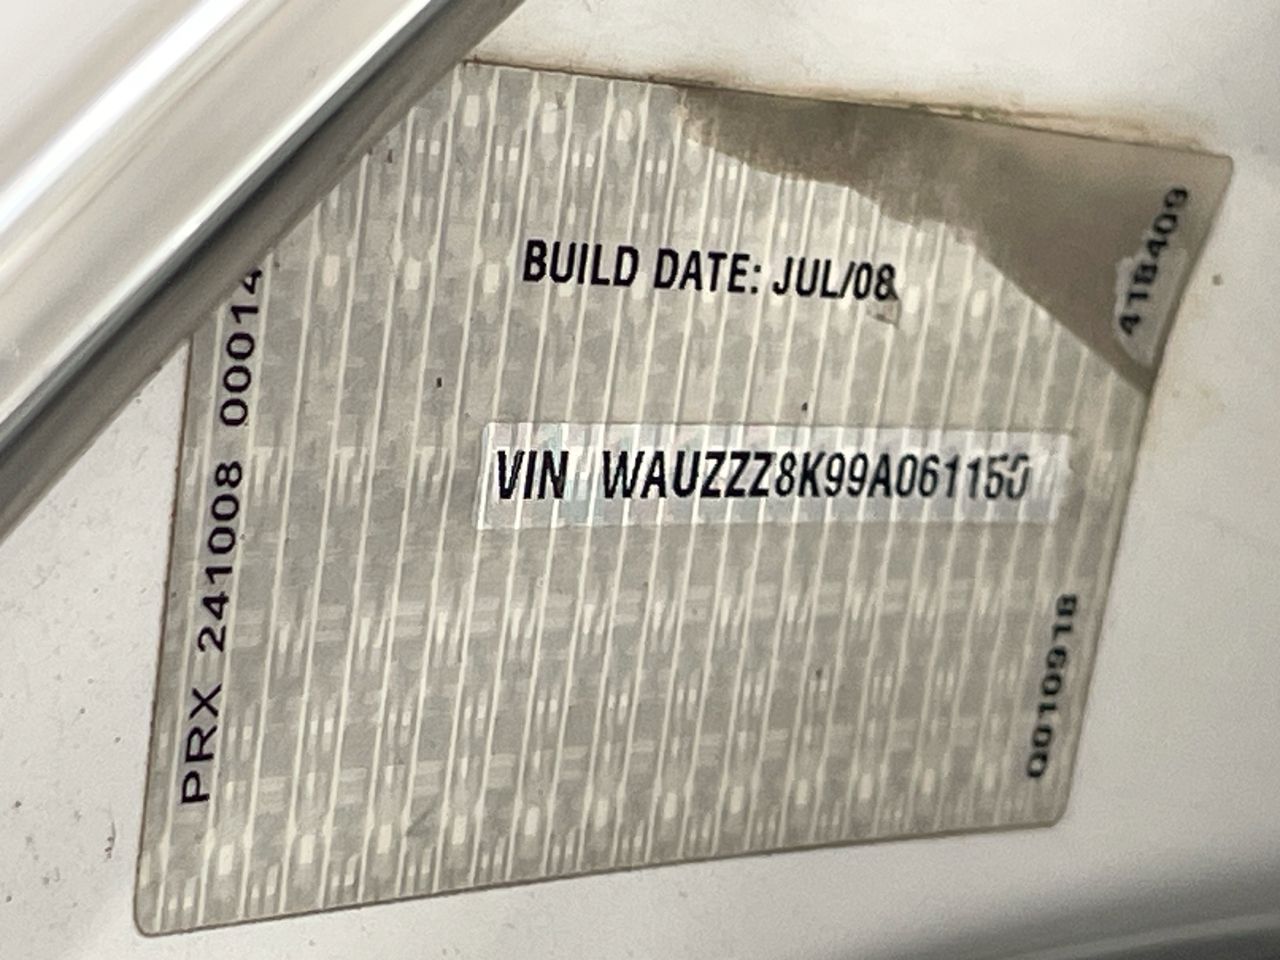 BUILD DATE: JUL/08
VIN WAUZZZ8K99A061150
PRX 241008 00014
41B409
Q010918